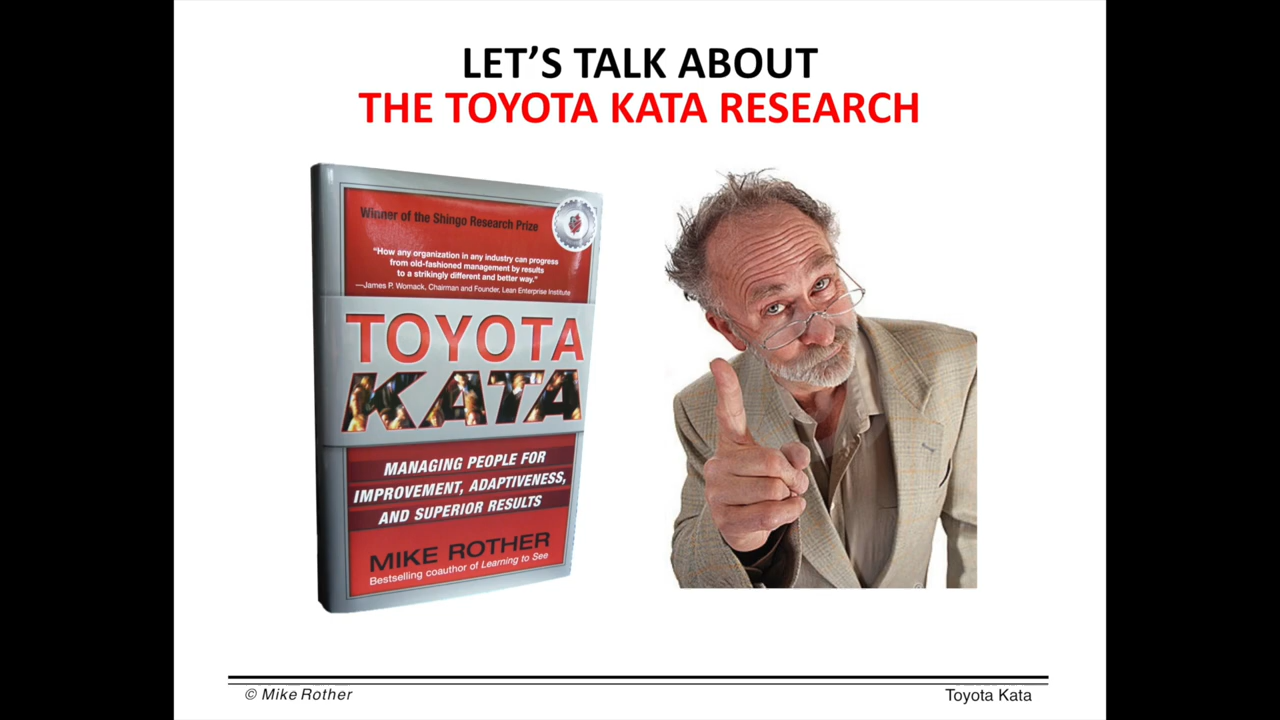 LET'S TALK ABOUT
THE TOYOTA KATA RESEARCH
Winner of the Shingo Research Prize
"How any organization in any industry can progress
from old-fashioned management by results
to a strikingly different and better way."
—James P. Womack, Chairman and Founder, Lean Enterprise Institute
TOYOTA
KATA
MANAGING PEOPLE FOR
IMPROVEMENT, ADAPTIVENESS,
AND SUPERIOR RESULTS
MIKE ROTHER
Bestselling coauthor of Learning to See
© Mike Rother
Toyota Kata